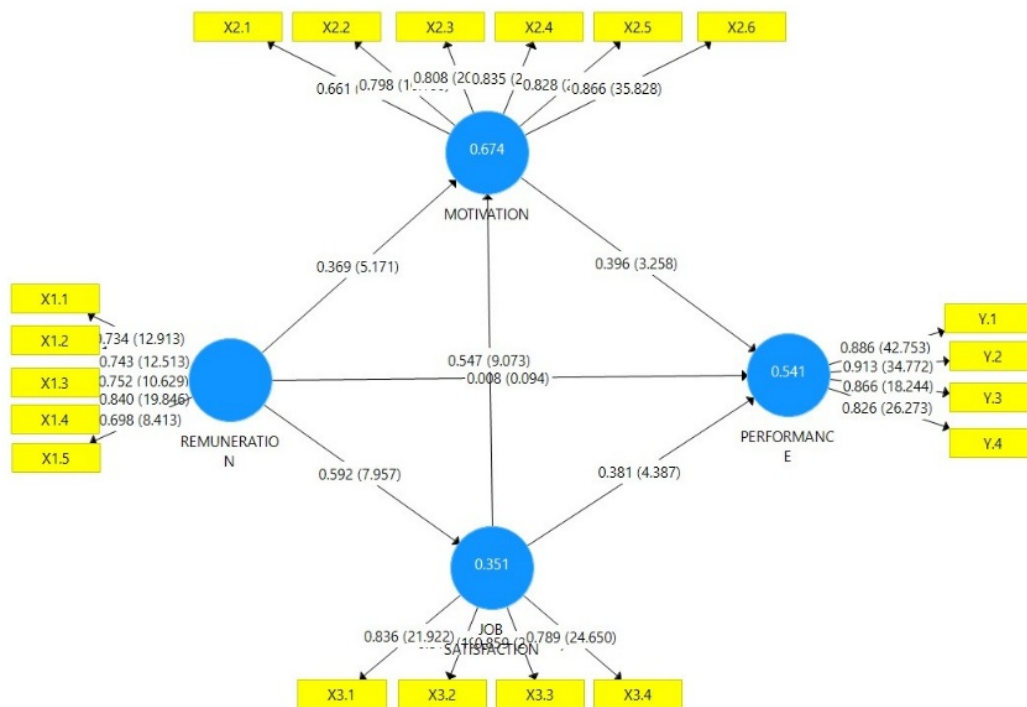 X2.1 X2.2 X2.3 X2.4 X2.5 X2.6
0.661 0.798 0.808 0.835 0.828 0.866 (35.828)
0.674
MOTIVATION
0.369 (5.171)
0.396 (3.258)
X1.1
X1.2
X1.3
X1.4
X1.5
0.734 (12.913)
0.743 (12.513)
0.752 (10.629)
0.840 (19.846)
0.698 (8.413)
REMUNERATIO
N
0.547 (9.073)
0.008 (0.094)
0.541
PERFORMANC
E
0.886 (42.753)
0.913 (34.772)
0.866 (18.244)
0.826 (26.273)
Y.1
Y.2
Y.3
Y.4
0.592 (7.957)
0.381 (4.387)
0.351
JOB
SATISFACTION
0.836 (21.922) 0.859 0.789 (24.650)
X3.1 X3.2 X3.3 X3.4